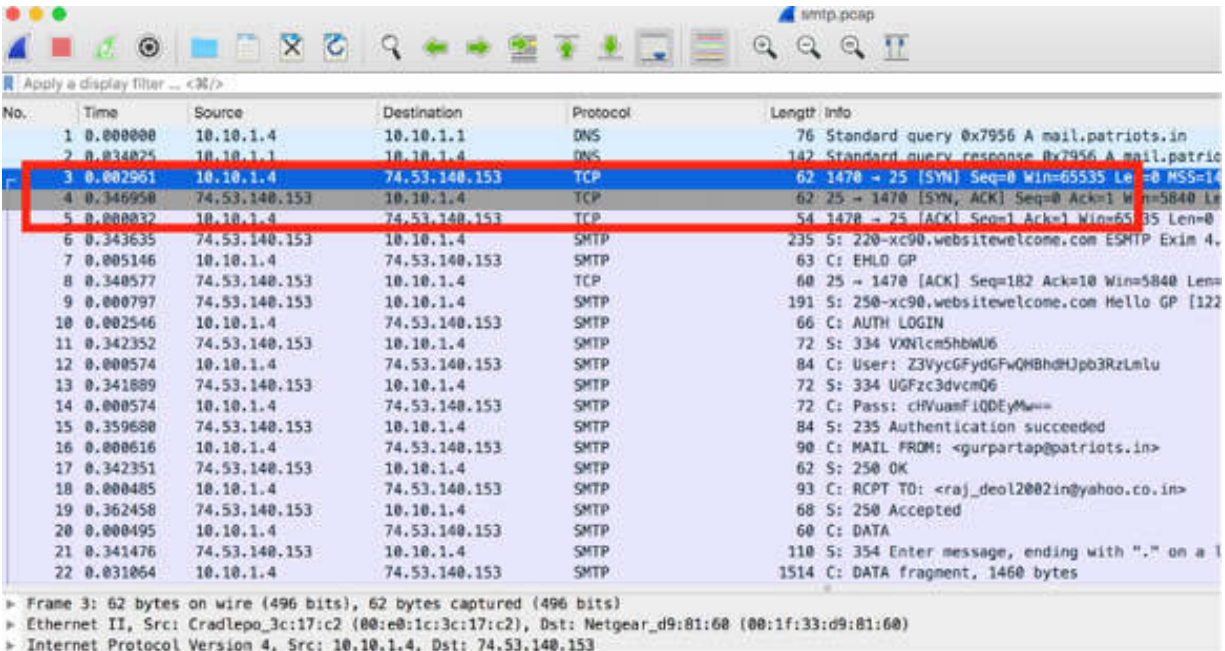 smtp.pcap
Apply a display filter ... <⌘/>
No. Time Source Destination Protocol Length Info
1 0.000000 10.10.1.4 10.10.1.1 DNS 76 Standard query 0x7956 A mail.patriots.in
2 0.034025 10.10.1.1 10.10.1.4 DNS 142 Standard query response 0x7956 A mail.patric
3 0.002961 10.10.1.4 74.53.140.153 TCP 62 1470 → 25 [SYN] Seq=0 Win=65535 Len=0 MSS=14
4 0.346950 74.53.140.153 10.10.1.4 TCP 62 25 → 1470 [SYN, ACK] Seq=0 Ack=1 Win=5840 Le
5 0.000032 10.10.1.4 74.53.140.153 TCP 54 1470 → 25 [ACK] Seq=1 Ack=1 Win=65535 Len=0
6 0.343635 74.53.140.153 10.10.1.4 SMTP 235 S: 220-xc90.websitewelcome.com ESMTP Exim 4.
7 0.005146 10.10.1.4 74.53.140.153 SMTP 63 C: EHLO GP
8 0.340577 74.53.140.153 10.10.1.4 TCP 60 25 → 1470 [ACK] Seq=182 Ack=10 Win=5840 Len=
9 0.000797 74.53.140.153 10.10.1.4 SMTP 191 S: 250-xc90.websitewelcome.com Hello GP [122
10 0.002546 10.10.1.4 74.53.140.153 SMTP 66 C: AUTH LOGIN
11 0.342352 74.53.140.153 10.10.1.4 SMTP 72 S: 334 VXNlcm5hbWU6
12 0.000574 10.10.1.4 74.53.140.153 SMTP 84 C: User: Z3VycGFydGFwQHBhdHJpb3RzLmlu
13 0.341889 74.53.140.153 10.10.1.4 SMTP 72 S: 334 UGFzc3dvcmQ6
14 0.000574 10.10.1.4 74.53.140.153 SMTP 72 C: Pass: cHVuamFiQDEyMw==
15 0.359680 74.53.140.153 10.10.1.4 SMTP 84 S: 235 Authentication succeeded
16 0.000616 10.10.1.4 74.53.140.153 SMTP 90 C: MAIL FROM: <gurpartap@patriots.in>
17 0.342351 74.53.140.153 10.10.1.4 SMTP 62 S: 250 OK
18 0.000485 10.10.1.4 74.53.140.153 SMTP 93 C: RCPT TO: <raj_deol2002in@yahoo.co.in>
19 0.362458 74.53.140.153 10.10.1.4 SMTP 68 S: 250 Accepted
20 0.000495 10.10.1.4 74.53.140.153 SMTP 60 C: DATA
21 0.341476 74.53.140.153 10.10.1.4 SMTP 110 S: 354 Enter message, ending with "." on a l
22 0.031064 10.10.1.4 74.53.140.153 SMTP 1514 C: DATA fragment, 1460 bytes
Frame 3: 62 bytes on wire (496 bits), 62 bytes captured (496 bits)
Ethernet II, Src: Cradlepo_3c:17:c2 (00:e0:1c:3c:17:c2), Dst: Netgear_d9:81:60 (00:1f:33:d9:81:60)
Internet Protocol Version 4, Src: 10.10.1.4, Dst: 74.53.140.153